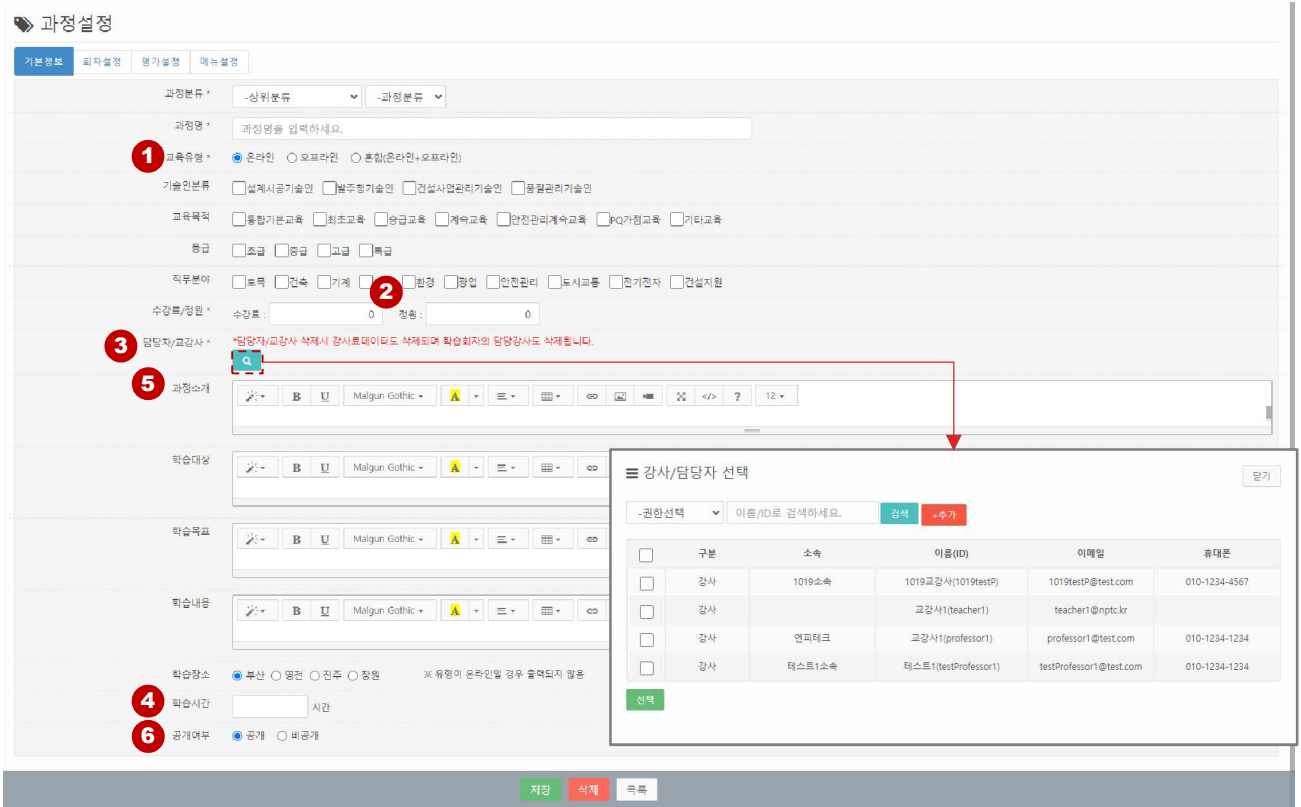 과정설정
기본정보 회차설정 평가설정 메뉴설정
과정분류 * -상위분류 -과정분류
과정명 * 과정명을 입력하세요.
1 교육유형 * 온라인 오프라인 혼합(온라인+오프라인)
기술인분류 설계시공기술인 발주청기술인 건설사업관리기술인 품질관리기술인
교육목적 통합기본교육 최초교육 승급교육 계속교육 안전관리계속교육 PQ가점교육 기타교육
등급 초급 중급 고급 특급
직무분야 토목 건축 기계 환경 광업 안전관리 도시교통 전기전자 건설지원
2
수강료/정원 * 수강료 : 0 정원 : 0
3 담당자/교강사 * *담당자/교강사 삭제시 강사료데이터도 삭제되며 학습회차의 담당강사도 삭제됩니다.
5 과정소개 B U Malgun Gothic A </> ? 12
학습대상 B U Malgun Gothic A
학습목표 B U Malgun Gothic A
학습내용 B U Malgun Gothic A
학습장소 부산 영전 진주 창원 ※ 유형이 온라인일 경우 출력되지 않음
4 학습시간 시간
6 공개여부 공개 비공개
강사/담당자 선택 닫기
-권한선택 이름/ID로 검색하세요. 검색 +추가
구분 소속 이름(ID) 이메일 휴대폰
강사 1019소속 1019교강사(1019testP) 1019testP@test.com 010-1234-4567
강사 교강사1(teacher1) teacher1@nptc.kr
강사 엔피테크 교강사1(professor1) professor1@test.com 010-1234-1234
강사 테스트1소속 테스트1(testProfessor1) testProfessor1@test.com 010-1234-1234
선택
저장 삭제 목록